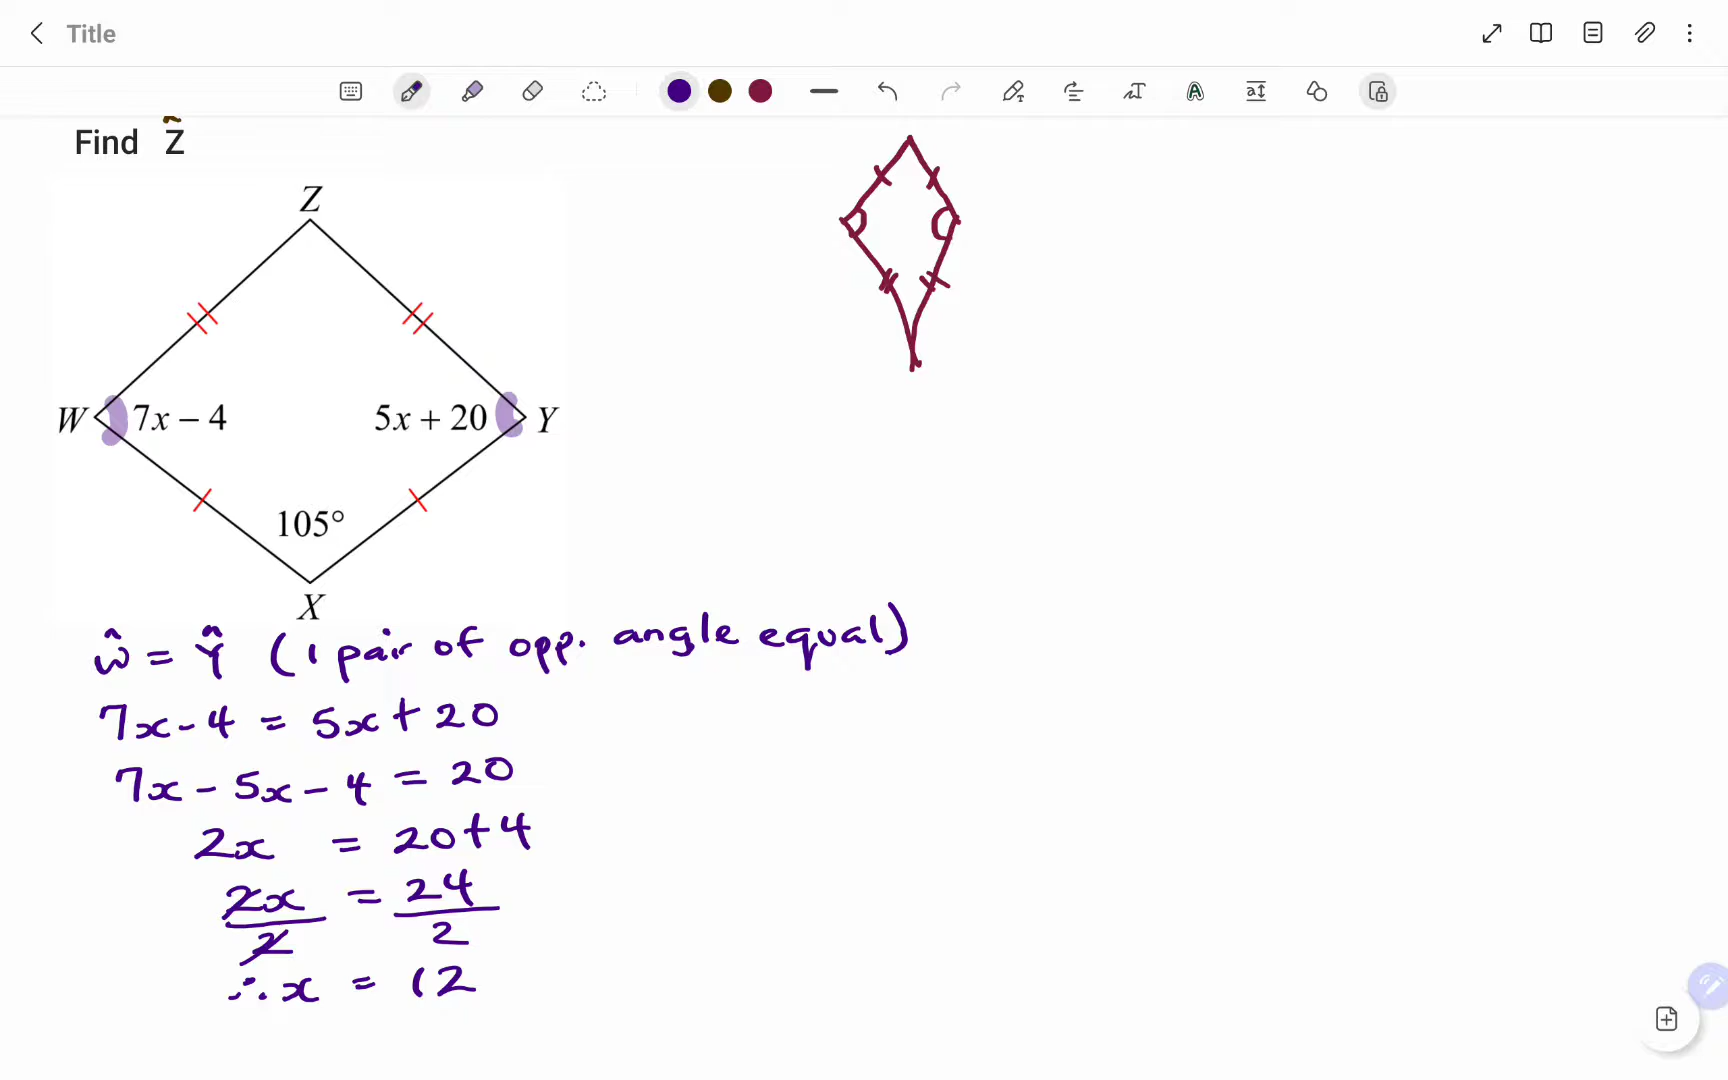 Title
Find Ẑ
Z
W 7x − 4 5x + 20 Y
105°
X
ŵ = Ŷ (1 pair of opp. angle equal)
7x - 4 = 5x + 20
7x - 5x - 4 = 20
2x = 20 + 4
2x/2 = 24/2
∴ x = 12